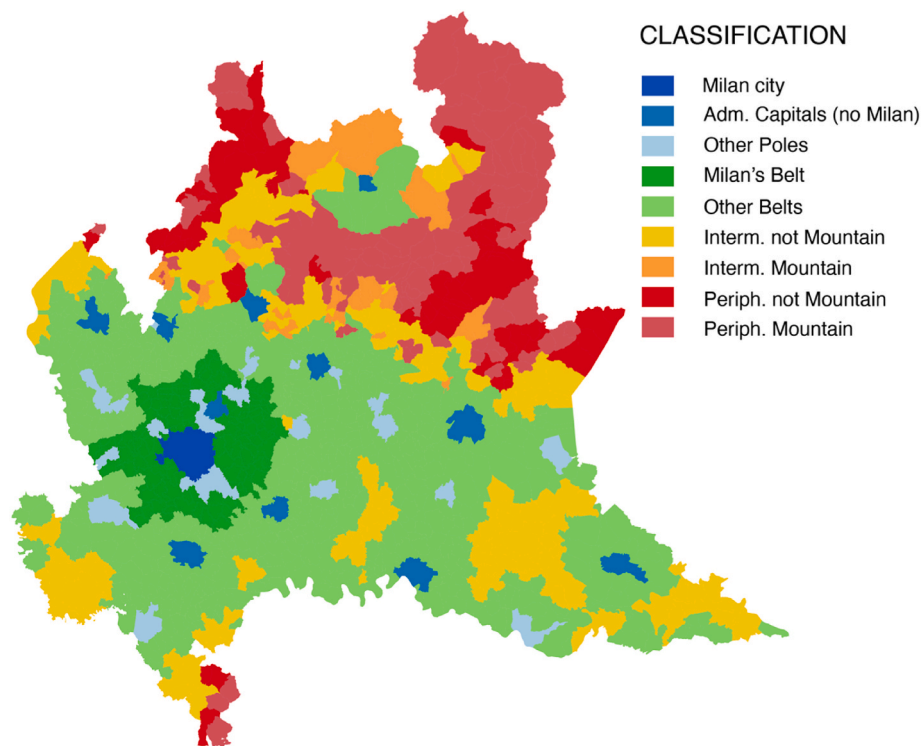 CLASSIFICATION
Milan city
Adm. Capitals (no Milan)
Other Poles
Milan's Belt
Other Belts
Interm. not Mountain
Interm. Mountain
Periph. not Mountain
Periph. Mountain